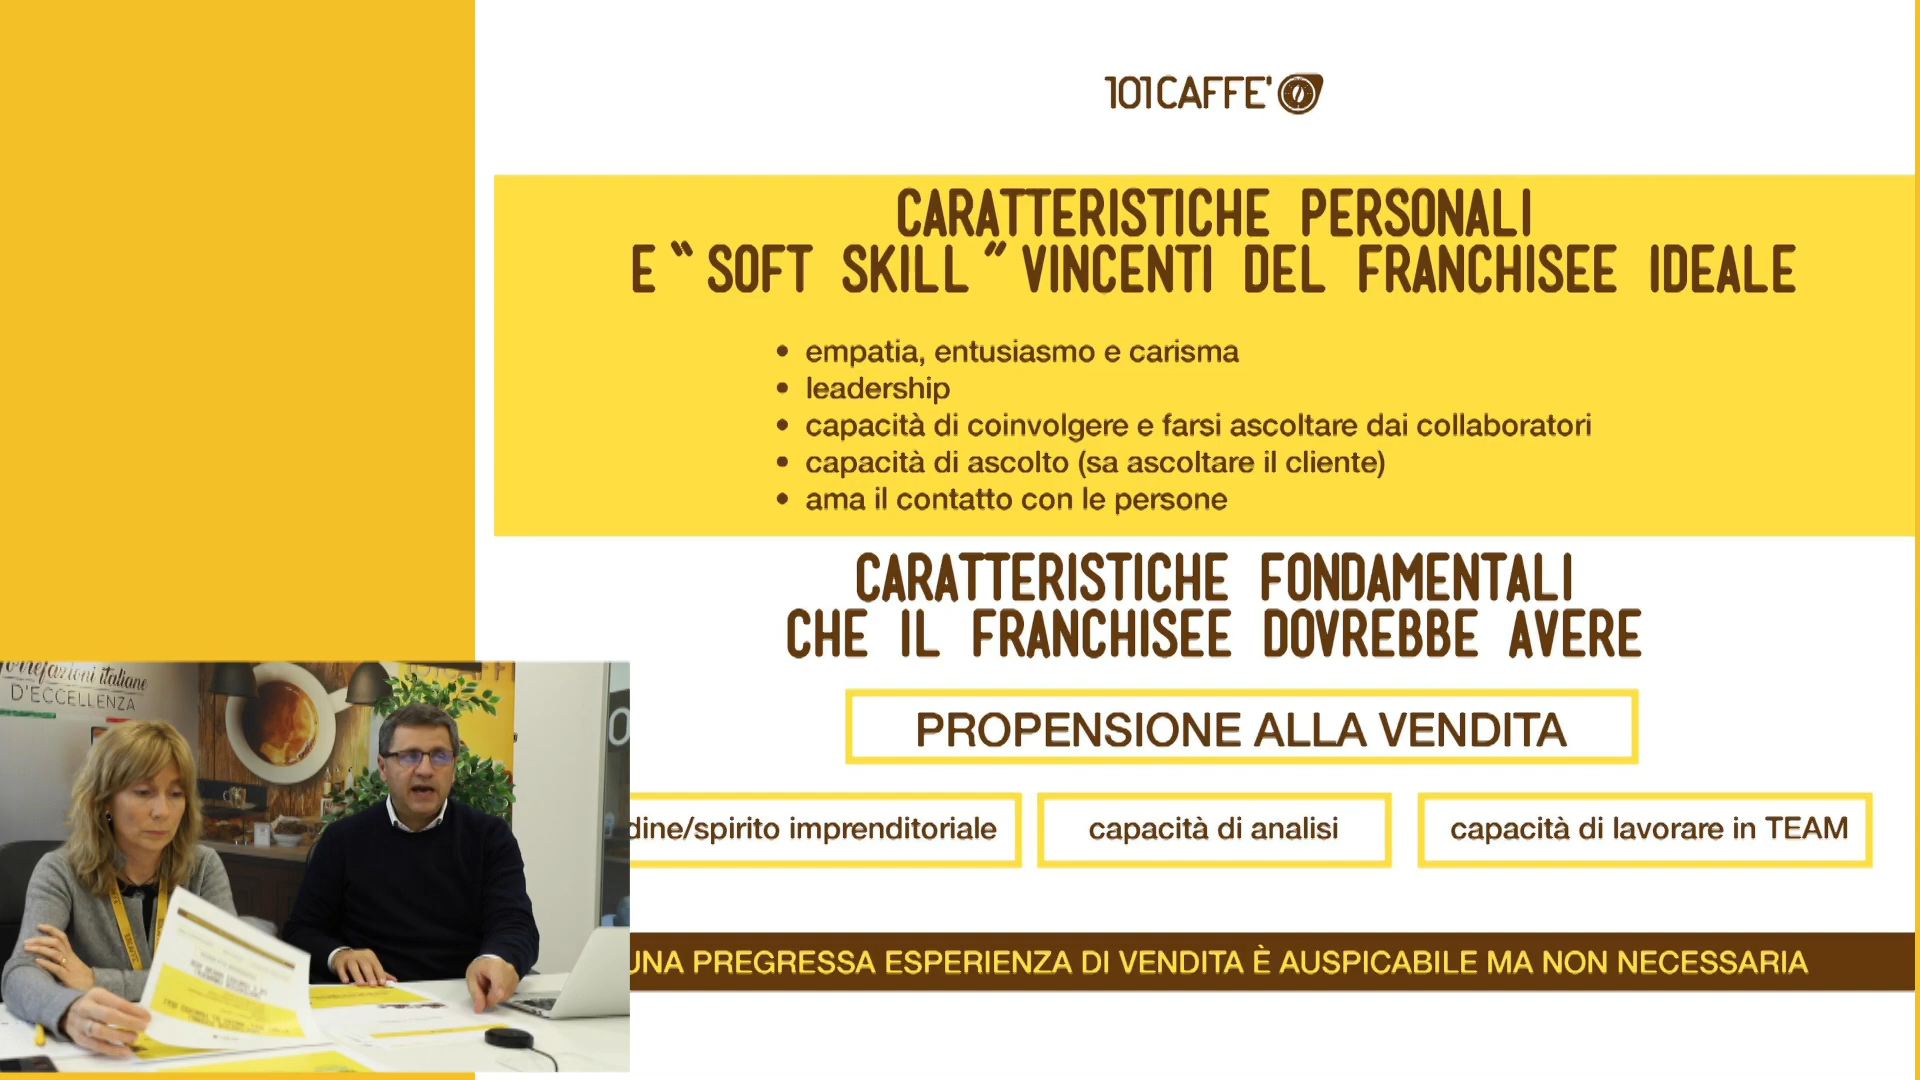 101CAFFE'
CARATTERISTICHE PERSONALI
E "SOFT SKILL" VINCENTI DEL FRANCHISEE IDEALE
• empatia, entusiasmo e carisma
• leadership
• capacità di coinvolgere e farsi ascoltare dai collaboratori
• capacità di ascolto (sa ascoltare il cliente)
• ama il contatto con le persone
CARATTERISTICHE FONDAMENTALI
CHE IL FRANCHISEE DOVREBBE AVERE
PROPENSIONE ALLA VENDITA
dine/spirito imprenditoriale
capacità di analisi
capacità di lavorare in TEAM
UNA PREGRESSA ESPERIENZA DI VENDITA È AUSPICABILE MA NON NECESSARIA
italiane
D'ECCELLENZA